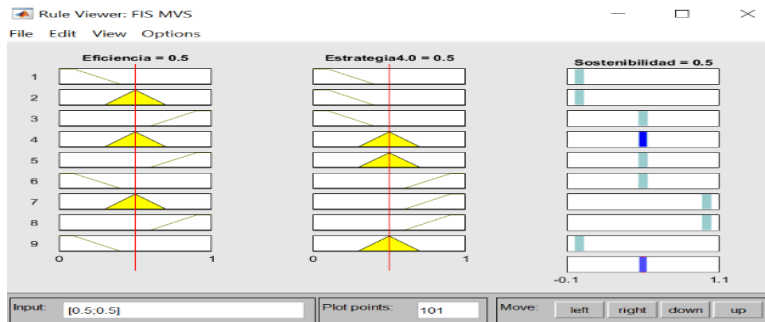 Rule Viewer: FIS MVS
File Edit View Options
Eficiencia = 0.5 Estrategia4.0 = 0.5 Sostenibilidad = 0.5
1
2
3
4
5
6
7
8
9
0 1 0 1
-0.1 1.1
Input: [0.5;0.5] Plot points: 101 Move: left right down up